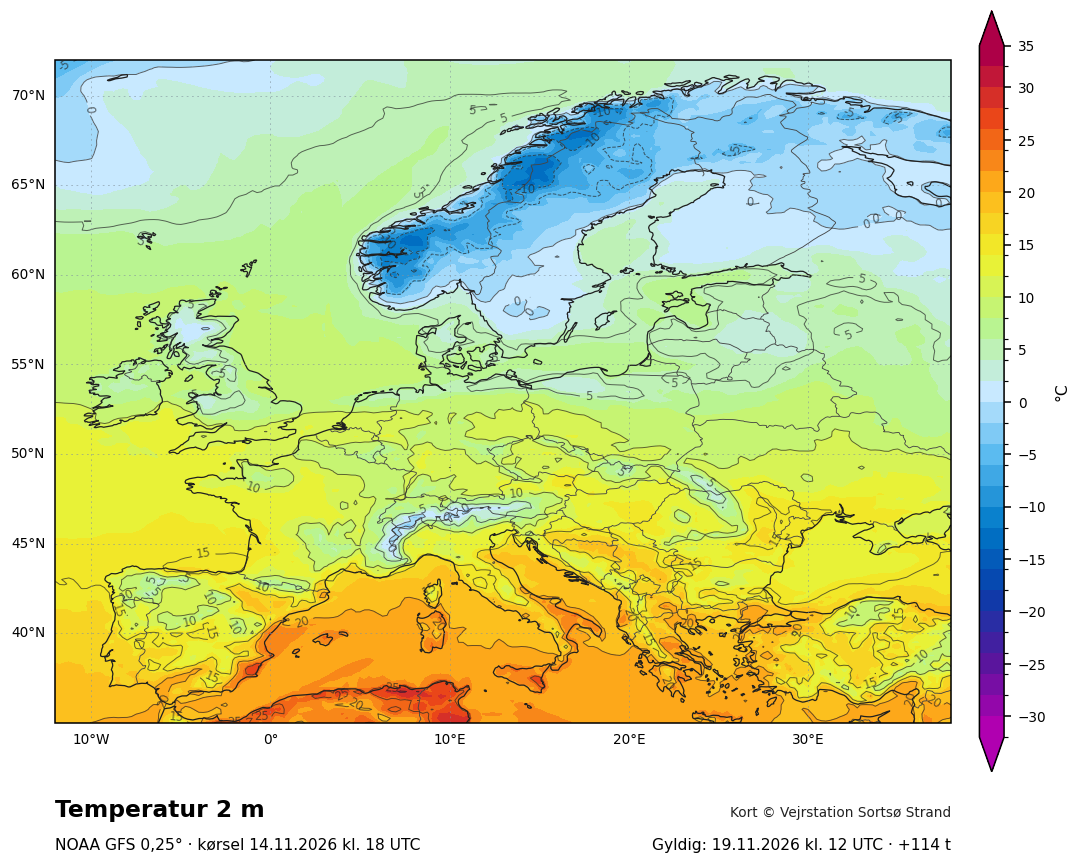 70°N
65°N
60°N
55°N
50°N
45°N
40°N
10°W 0° 10°E 20°E 30°E
35
30
25
20
15
10
5
0
−5
−10
−15
−20
−25
−30
°C
Temperatur 2 m
Kort © Vejrstation Sortsø Strand
NOAA GFS 0,25° · kørsel 14.11.2026 kl. 18 UTC
Gyldig: 19.11.2026 kl. 12 UTC · +114 t